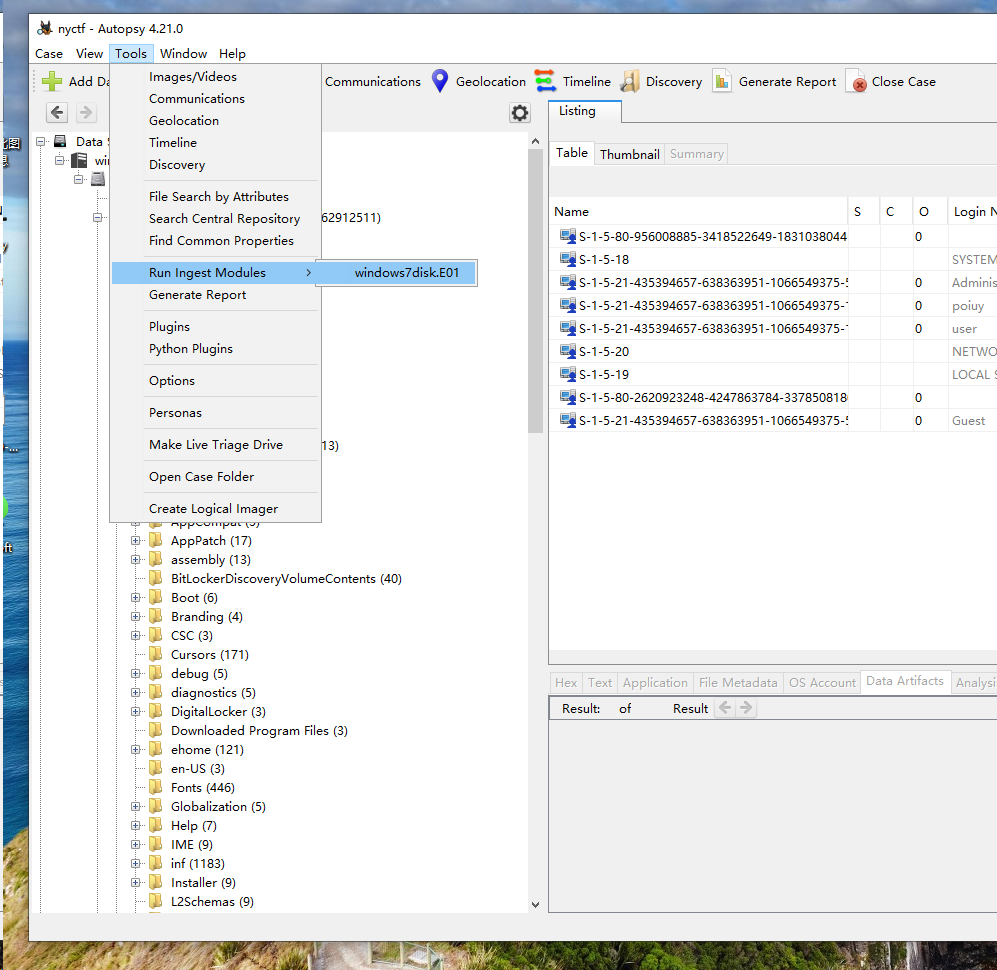 nyctf - Autopsy 4.21.0
Case View Tools Window Help
Add Da
Communications
Geolocation
Timeline
Discovery
Generate Report
Close Case
Images/Videos
Communications
Geolocation
Timeline
Discovery
File Search by Attributes
Search Central Repository
Find Common Properties
Run Ingest Modules > windows7disk.E01
Generate Report
Plugins
Python Plugins
Options
Personas
Make Live Triage Drive
Open Case Folder
Create Logical Imager
Data S
win
62912511)
13)
AppCompat (5)
AppPatch (17)
assembly (13)
BitLockerDiscoveryVolumeContents (40)
Boot (6)
Branding (4)
CSC (3)
Cursors (171)
debug (5)
diagnostics (5)
DigitalLocker (3)
Downloaded Program Files (3)
ehome (121)
en-US (3)
Fonts (446)
Globalization (5)
Help (7)
IME (9)
inf (1183)
Installer (9)
L2Schemas (9)
Listing
Table Thumbnail Summary
Name S C O Login N
S-1-5-80-956008885-3418522649-1831038044 0
S-1-5-18 SYSTEM
S-1-5-21-435394657-638363951-1066549375-5 0 Adminis
S-1-5-21-435394657-638363951-1066549375-1 0 poiuy
S-1-5-21-435394657-638363951-1066549375-1 0 user
S-1-5-20 NETWO
S-1-5-19 LOCAL S
S-1-5-80-2620923248-4247863784-337850818 0
S-1-5-21-435394657-638363951-1066549375-5 0 Guest
Hex Text Application File Metadata OS Account Data Artifacts Analysi
Result: of Result